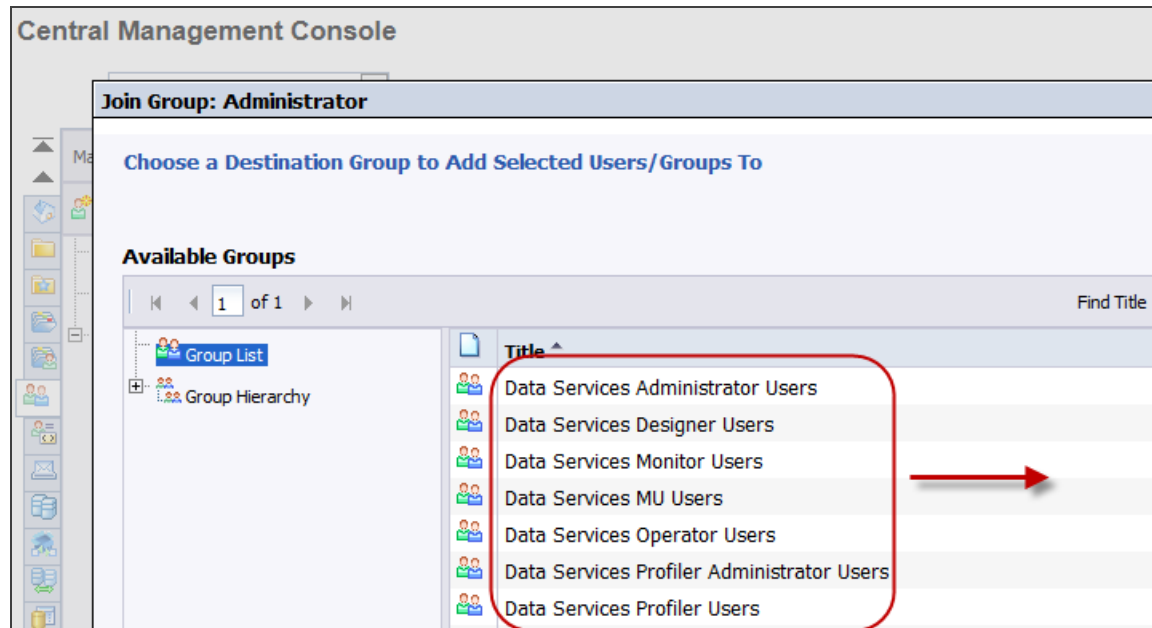 Central Management Console
Join Group: Administrator
Ma
Choose a Destination Group to Add Selected Users/Groups To
Available Groups
1 of 1
Find Title
Group List
Group Hierarchy
Title
Data Services Administrator Users
Data Services Designer Users
Data Services Monitor Users
Data Services MU Users
Data Services Operator Users
Data Services Profiler Administrator Users
Data Services Profiler Users